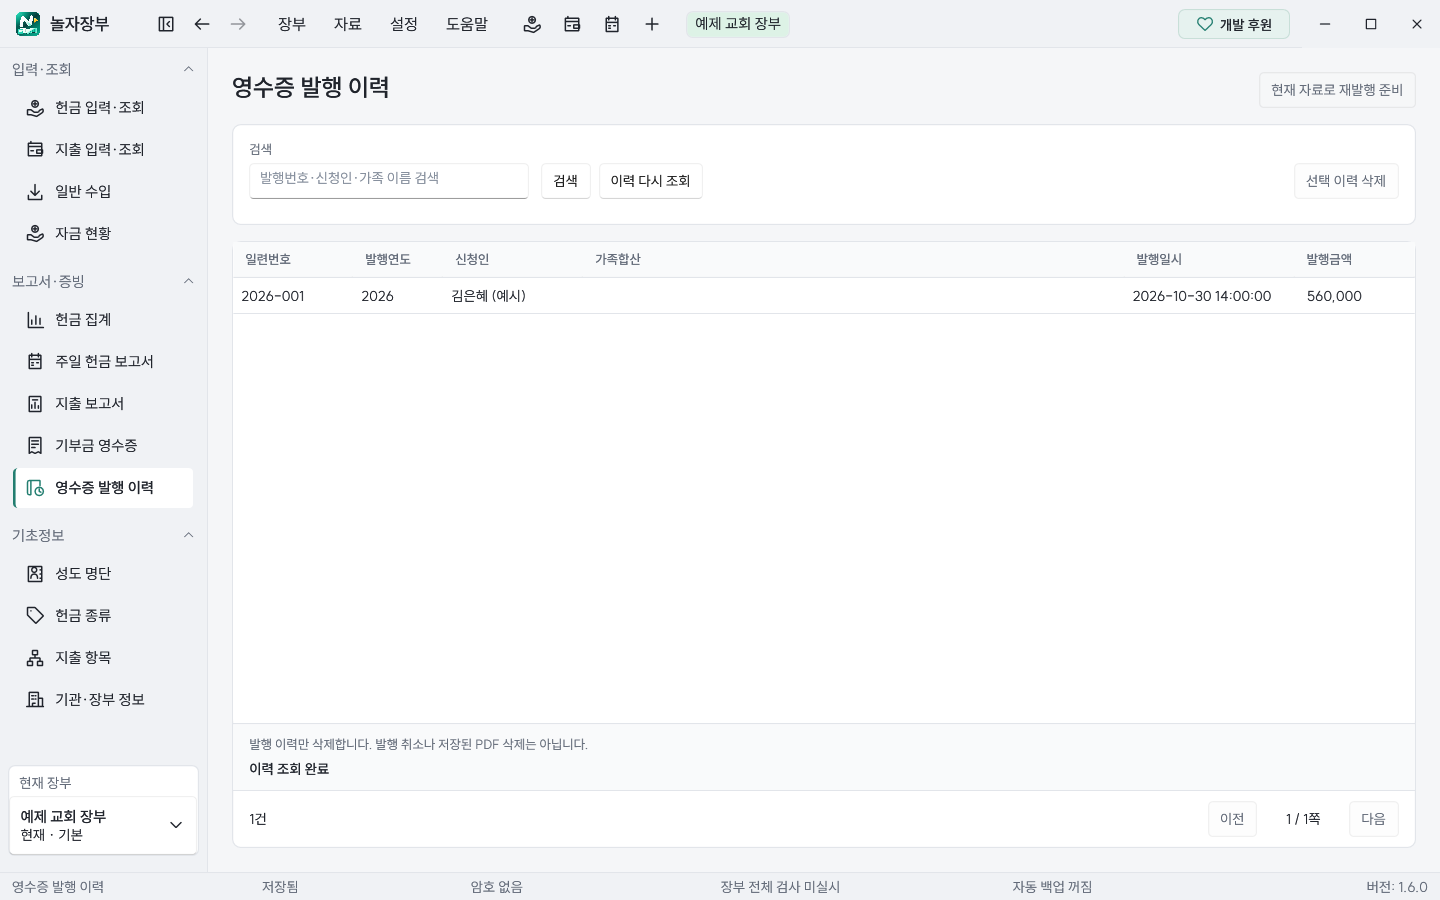 놀자장부
장부 자료 설정 도움말
예제 교회 장부
개발 후원
입력·조회
헌금 입력·조회
지출 입력·조회
일반 수입
자금 현황
보고서·증빙
헌금 집계
주일 헌금 보고서
지출 보고서
기부금 영수증
영수증 발행 이력
기초정보
성도 명단
헌금 종류
지출 항목
기관·장부 정보
현재 장부
예제 교회 장부
현재 · 기본
영수증 발행 이력
현재 자료로 재발행 준비
검색
발행번호·신청인·가족 이름 검색
검색
이력 다시 조회
선택 이력 삭제
일련번호 발행연도 신청인 가족합산 발행일시 발행금액
2026-001 2026 김은혜 (예시) 2026-10-30 14:00:00 560,000
발행 이력만 삭제합니다. 발행 취소나 저장된 PDF 삭제는 아닙니다.
이력 조회 완료
1건
이전
1 / 1쪽
다음
영수증 발행 이력 저장됨 암호 없음 장부 전체 검사 미실시 자동 백업 꺼짐 버전: 1.6.0